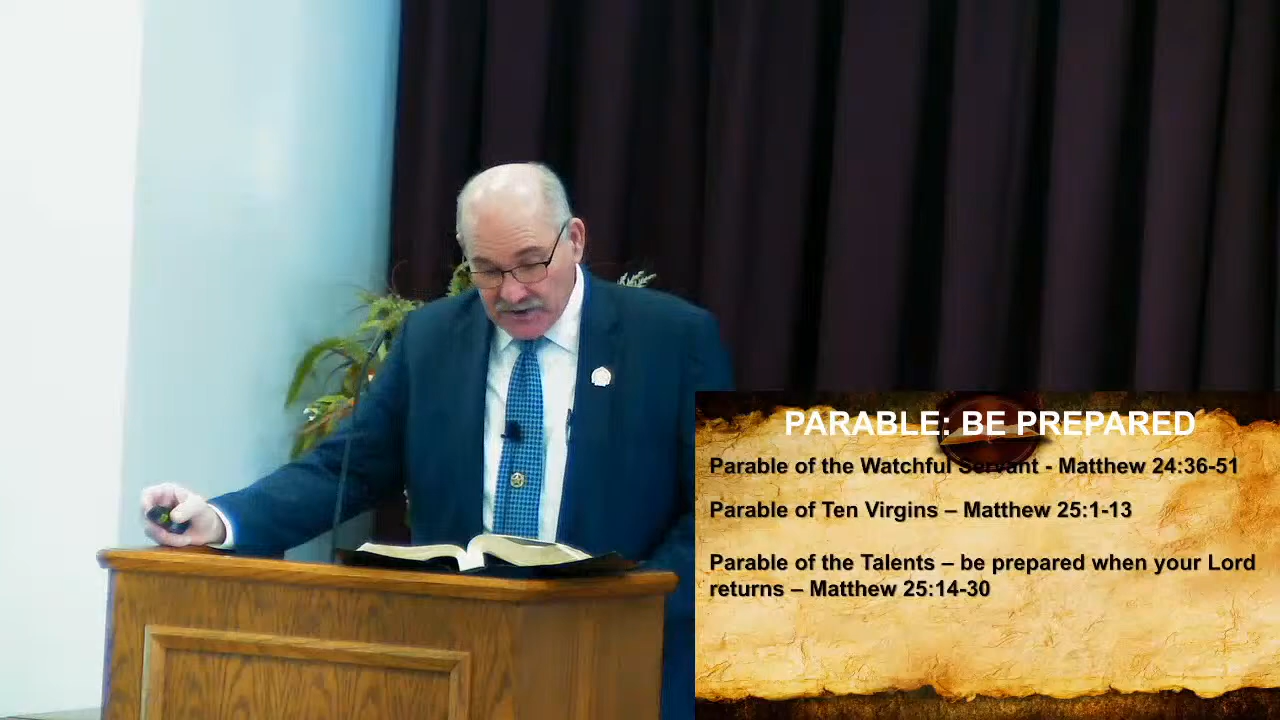 PARABLE: BE PREPARED
Parable of the Watchful Servant - Matthew 24:36-51
Parable of Ten Virgins – Matthew 25:1-13
Parable of the Talents – be prepared when your Lord
returns – Matthew 25:14-30